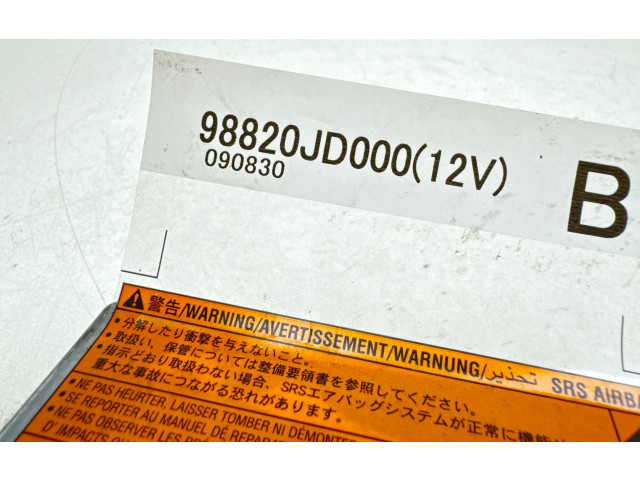 98820JD000(12V)
090830
B
警告/WARNING/AVERTISSEMENT/WARNUNG/تحذير SRS AIRBA
・分解したり衝撃を与えないこと。
・取扱い、保管については整備要領書を参照してください。
・指示どおり取扱わない場合、SRSエアバッグシステムが正常に機能
重大な事故につながる恐れがあります。
・NE PAS HEURTER, LAISSER TOMBER NI DÉMONTER
・SE REPORTER AU MANUEL DE REPARAT
・NE PAS OBSERVER LES PRÉ
D'IMPACTS OU